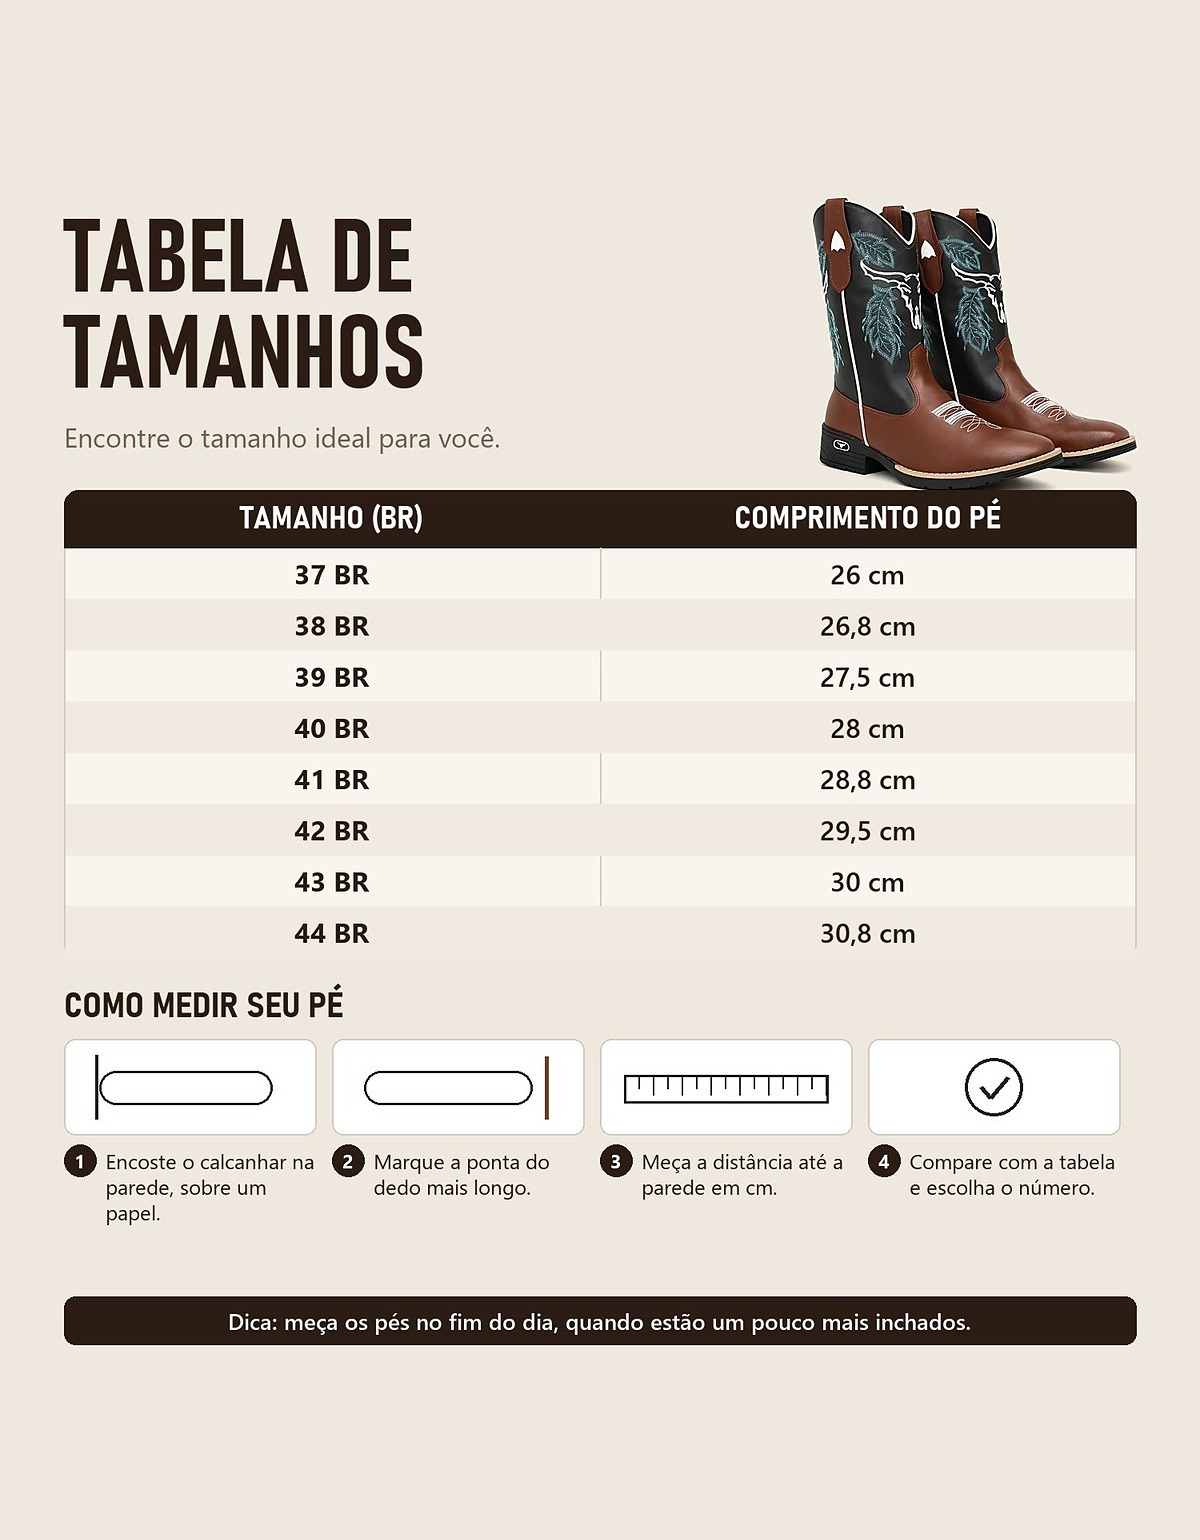 TABELA DE
TAMANHOS
Encontre o tamanho ideal para você.
TAMANHO (BR) COMPRIMENTO DO PÉ
37 BR 26 cm
38 BR 26,8 cm
39 BR 27,5 cm
40 BR 28 cm
41 BR 28,8 cm
42 BR 29,5 cm
43 BR 30 cm
44 BR 30,8 cm
COMO MEDIR SEU PÉ
1 Encoste o calcanhar na
parede, sobre um
papel.
2 Marque a ponta do
dedo mais longo.
3 Meça a distância até a
parede em cm.
4 Compare com a tabela
e escolha o número.
Dica: meça os pés no fim do dia, quando estão um pouco mais inchados.